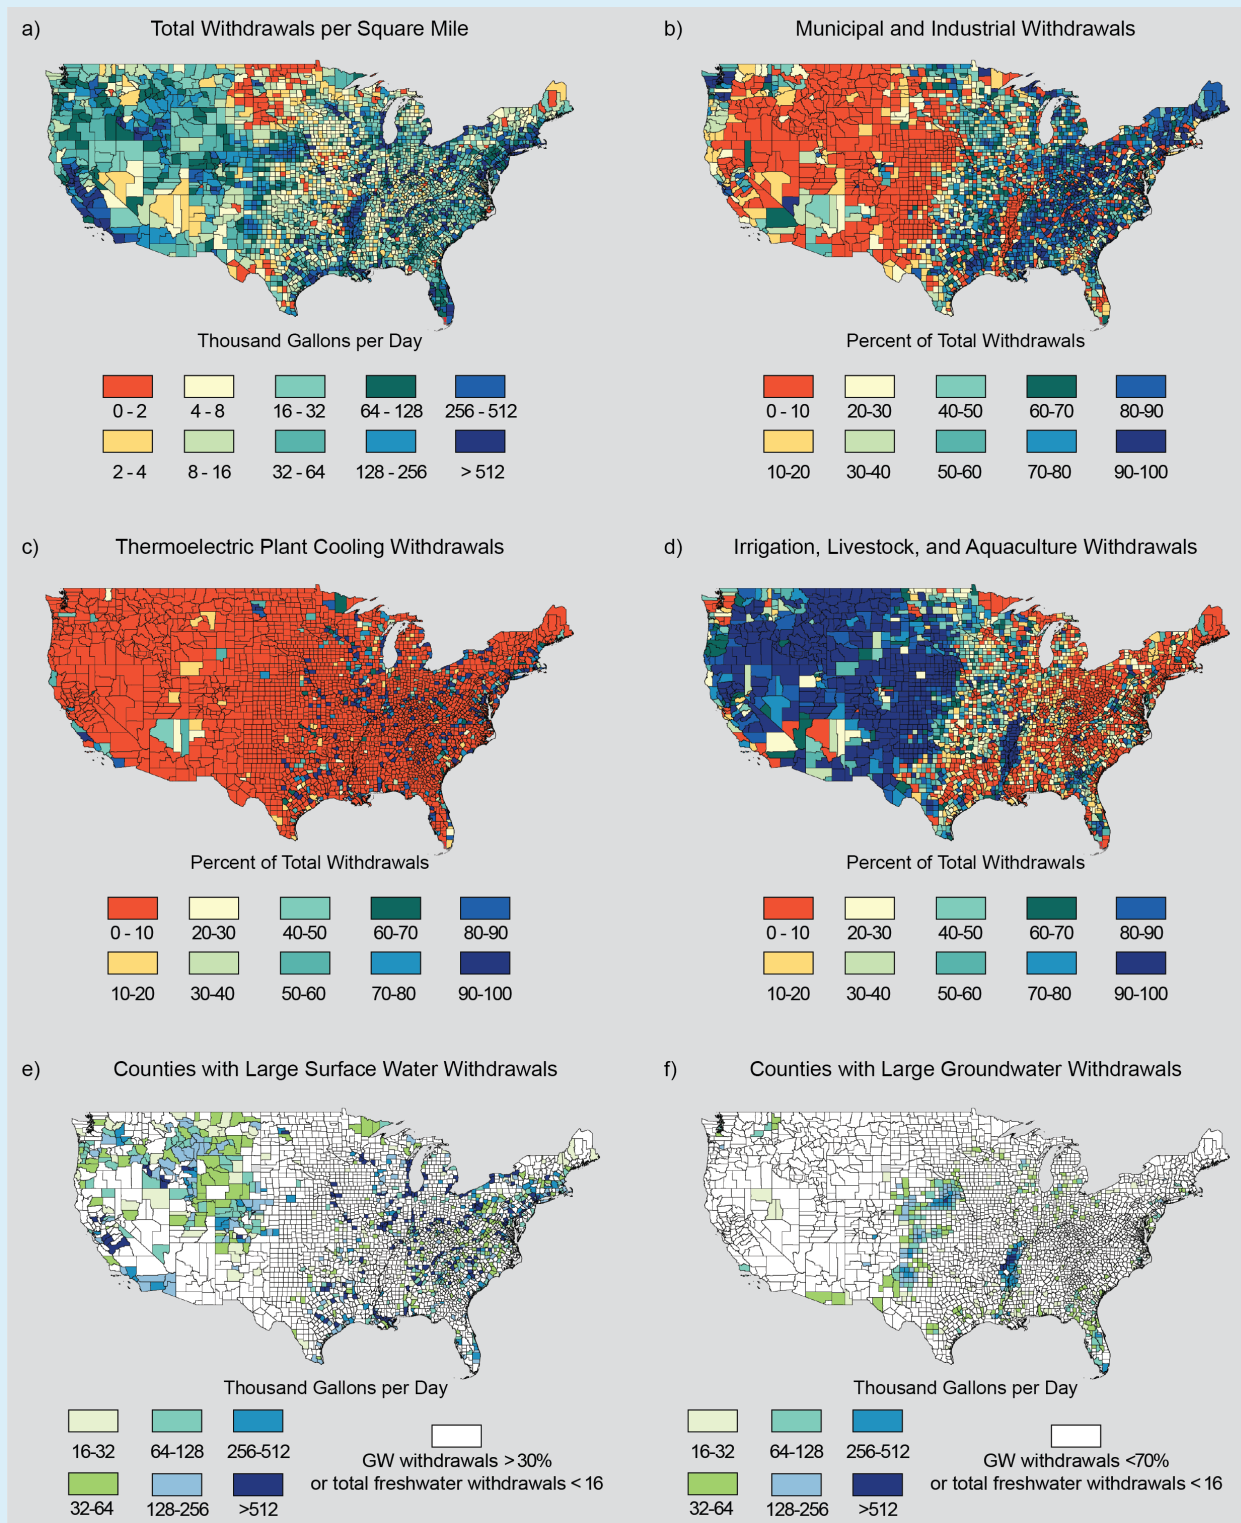 a) Total Withdrawals per Square Mile
Thousand Gallons per Day
0 - 2 4 - 8 16 - 32 64 - 128 256 - 512
2 - 4 8 - 16 32 - 64 128 - 256 > 512
b) Municipal and Industrial Withdrawals
Percent of Total Withdrawals
0 - 10 20-30 40-50 60-70 80-90
10-20 30-40 50-60 70-80 90-100
c) Thermoelectric Plant Cooling Withdrawals
Percent of Total Withdrawals
0 - 10 20-30 40-50 60-70 80-90
10-20 30-40 50-60 70-80 90-100
d) Irrigation, Livestock, and Aquaculture Withdrawals
Percent of Total Withdrawals
0 - 10 20-30 40-50 60-70 80-90
10-20 30-40 50-60 70-80 90-100
e) Counties with Large Surface Water Withdrawals
Thousand Gallons per Day
16-32 64-128 256-512
32-64 128-256 >512
GW withdrawals >30%
or total freshwater withdrawals <16
f) Counties with Large Groundwater Withdrawals
Thousand Gallons per Day
16-32 64-128 256-512
32-64 128-256 >512
GW withdrawals <70%
or total freshwater withdrawals <16